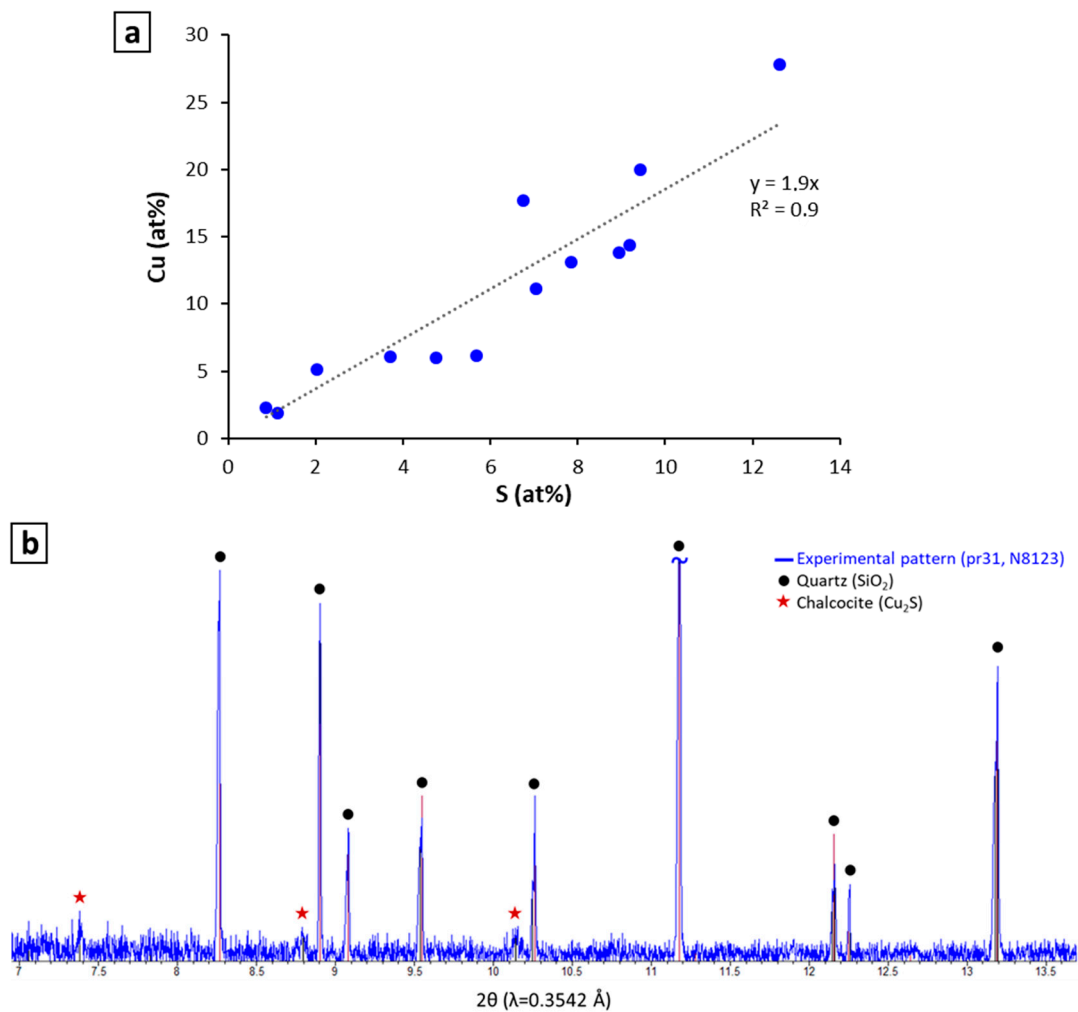 a
30
25
20
15
10
5
0
Cu (at%)
y = 1.9x
R² = 0.9
0 2 4 6 8 10 12 14
S (at%)
b
Experimental pattern (pr31, N8123)
Quartz (SiO₂)
Chalcocite (Cu₂S)
7 7.5 8 8.5 9 9.5 10 10.5 11 11.5 12 12.5 13 13.5
2θ (λ=0.3542 Å)